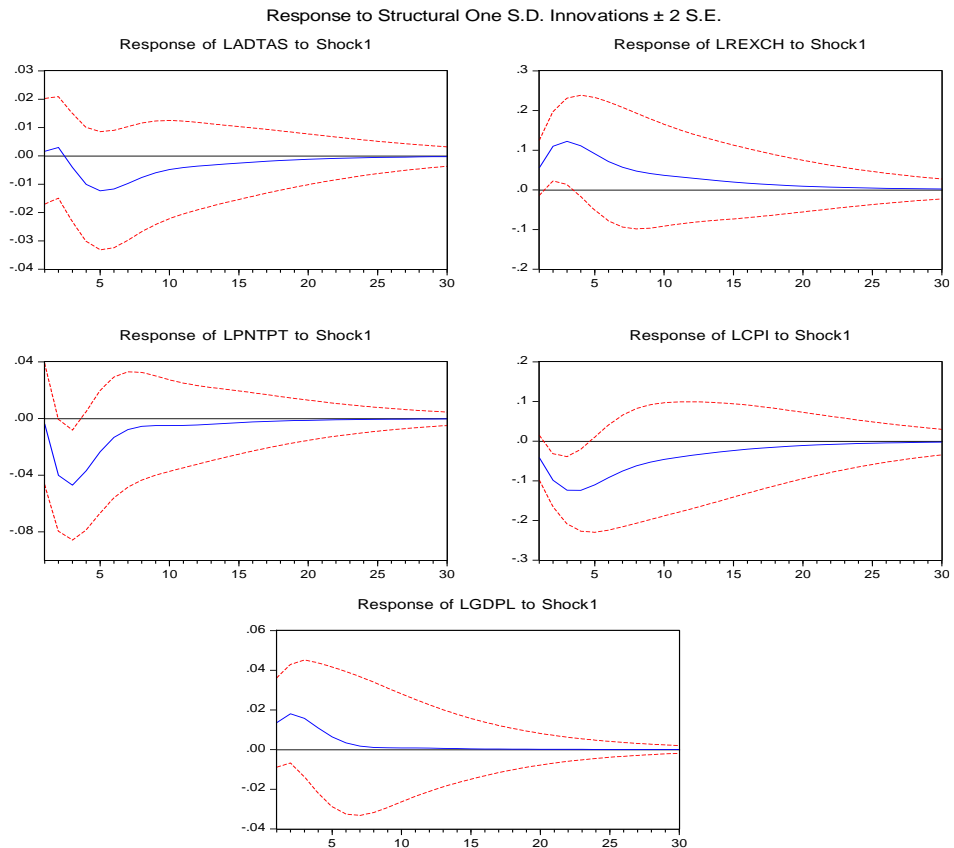 Response to Structural One S.D. Innovations ± 2 S.E.
Response of LADTAS to Shock1
.03
.02
.01
.00
-.01
-.02
-.03
-.04
5 10 15 20 25 30
Response of LREXCH to Shock1
.3
.2
.1
.0
-.1
-.2
5 10 15 20 25 30
Response of LPNTPT to Shock1
.04
.00
-.04
-.08
5 10 15 20 25 30
Response of LCPI to Shock1
.2
.1
.0
-.1
-.2
-.3
5 10 15 20 25 30
Response of LGDPL to Shock1
.06
.04
.02
.00
-.02
-.04
5 10 15 20 25 30